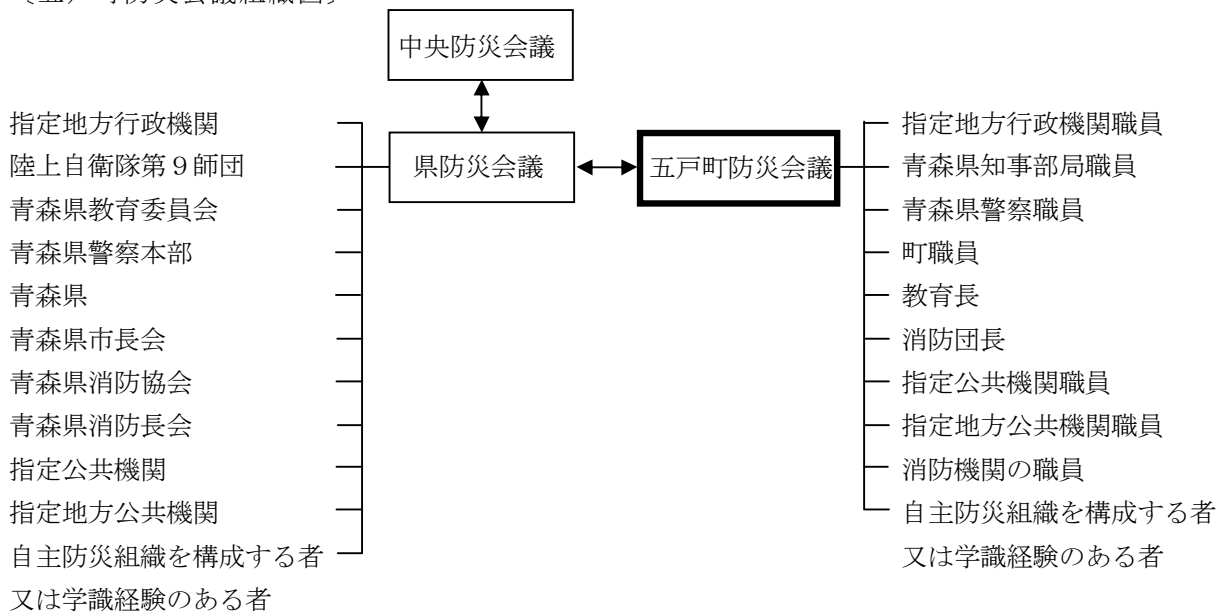 中央防災会議
県防災会議
五戸町防災会議
指定地方行政機関
陸上自衛隊第９師団
青森県教育委員会
青森県警察本部
青森県
青森県市長会
青森県消防協会
青森県消防長会
指定公共機関
指定地方公共機関
自主防災組織を構成する者
又は学識経験のある者
指定地方行政機関職員
青森県知事部局職員
青森県警察職員
町職員
教育長
消防団長
指定公共機関職員
指定地方公共機関職員
消防機関の職員
自主防災組織を構成する者
又は学識経験のある者